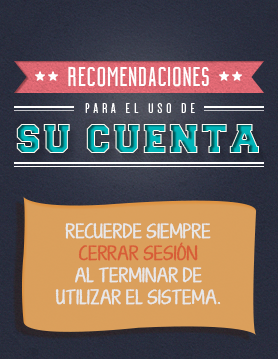 RECOMENDACIONES
PARA EL USO DE
SU CUENTA
RECUERDE SIEMPRE
CERRAR SESIÓN
AL TERMINAR DE
UTILIZAR EL SISTEMA.